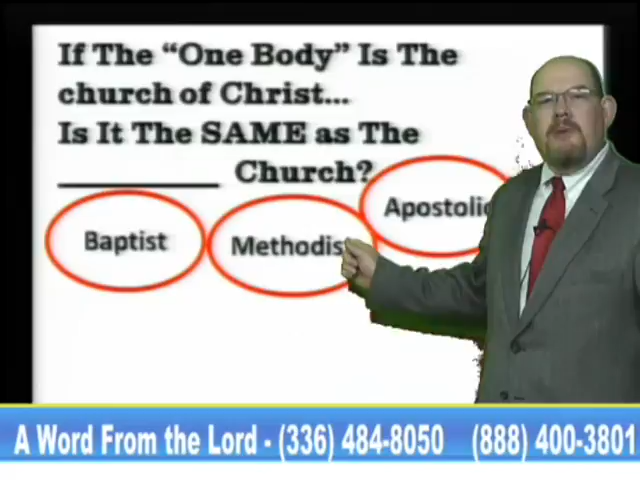 If The “One Body” Is The
church of Christ...
Is It The SAME as The
__________ Church?
Apostolic
Baptist
Methodis
A Word From the Lord - (336) 484-8050 (888) 400-3801